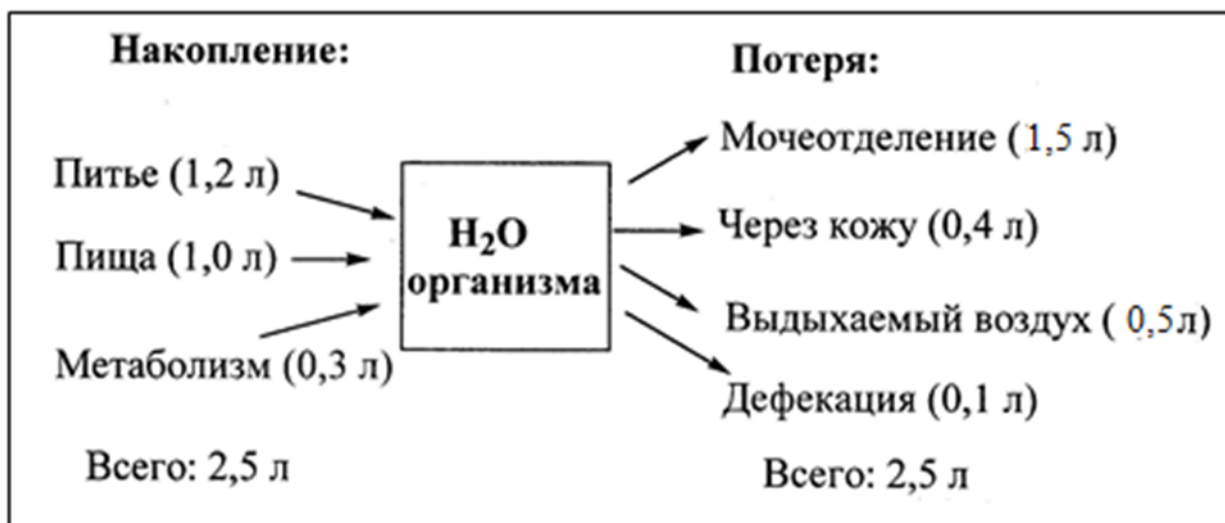 Накопление:
Питье (1,2 л)
Пища (1,0 л)
Метаболизм (0,3 л)
Всего: 2,5 л
H₂O
организма
Потеря:
Мочеотделение (1,5 л)
Через кожу (0,4 л)
Выдыхаемый воздух ( 0,5л)
Дефекация (0,1 л)
Всего: 2,5 л